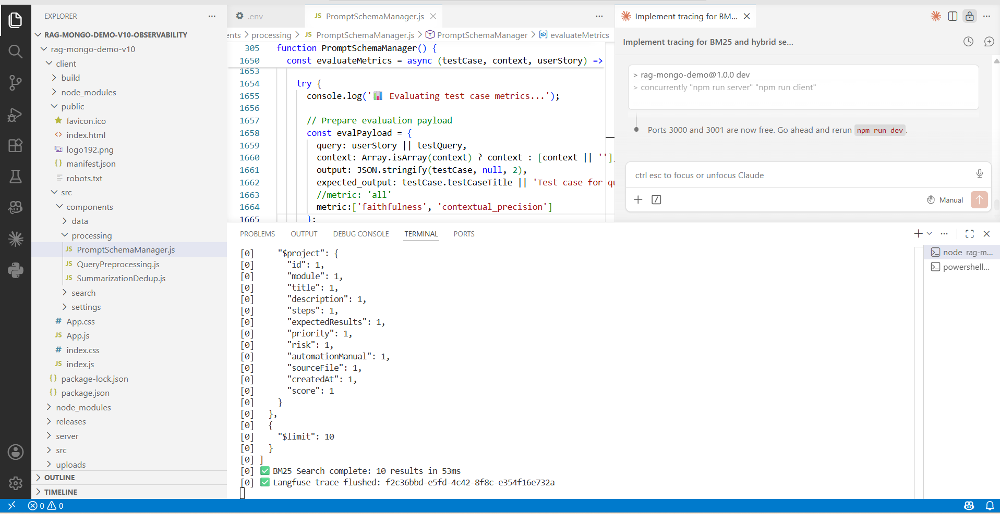 EXPLORER
RAG-MONGO-DEMO-V10-OBSERVABILITY
rag-mongo-demo-v10
client
build
node_modules
public
favicon.ico
index.html
logo192.png
manifest.json
robots.txt
src
components
data
processing
JS PromptSchemaManager.js
JS QueryPreprocessing.js
JS SummarizationDedup.js
search
settings
# App.css
JS App.js
# index.css
JS index.js
{} package-lock.json
{} package.json
node_modules
releases
server
src
uploads
OUTLINE
TIMELINE
.env
JS PromptSchemaManager.js
ents > processing > JS PromptSchemaManager.js > PromptSchemaManager > evaluateMetrics
305 function PromptSchemaManager() {
1650 const evaluateMetrics = async (testCase, context, userStory) =>
1653
1654 try {
1655 console.log('📊 Evaluating test case metrics...');
1656
1657 // Prepare evaluation payload
1658 const evalPayload = {
1659 query: userStory || testQuery,
1660 context: Array.isArray(context) ? context : [context || ''],
1661 output: JSON.stringify(testCase, null, 2),
1662 expected_output: testCase.testCaseTitle || 'Test case for qu
1663 //metric: 'all'
1664 metric:['faithfulness', 'contextual_precision']
1665 };
Implement tracing for BM...
Implement tracing for BM25 and hybrid se...
> rag-mongo-demo@1.0.0 dev
> concurrently "npm run server" "npm run client"
Ports 3000 and 3001 are now free. Go ahead and rerun npm run dev.
ctrl esc to focus or unfocus Claude
Manual
PROBLEMS OUTPUT DEBUG CONSOLE TERMINAL PORTS
[0] "$project": {
[0] "id": 1,
[0] "module": 1,
[0] "title": 1,
[0] "description": 1,
[0] "steps": 1,
[0] "expectedResults": 1,
[0] "priority": 1,
[0] "risk": 1,
[0] "automationManual": 1,
[0] "sourceFile": 1,
[0] "createdAt": 1,
[0] "score": 1
[0] }
[0] },
[0] {
[0] "$limit": 10
[0] }
[0] ]
[0] ✅ BM25 Search complete: 10 results in 53ms
[0] ✅ Langfuse trace flushed: f2c36bbd-e5fd-4c42-8f8c-e354f16e732a
node rag-m...
powershell...
0 0